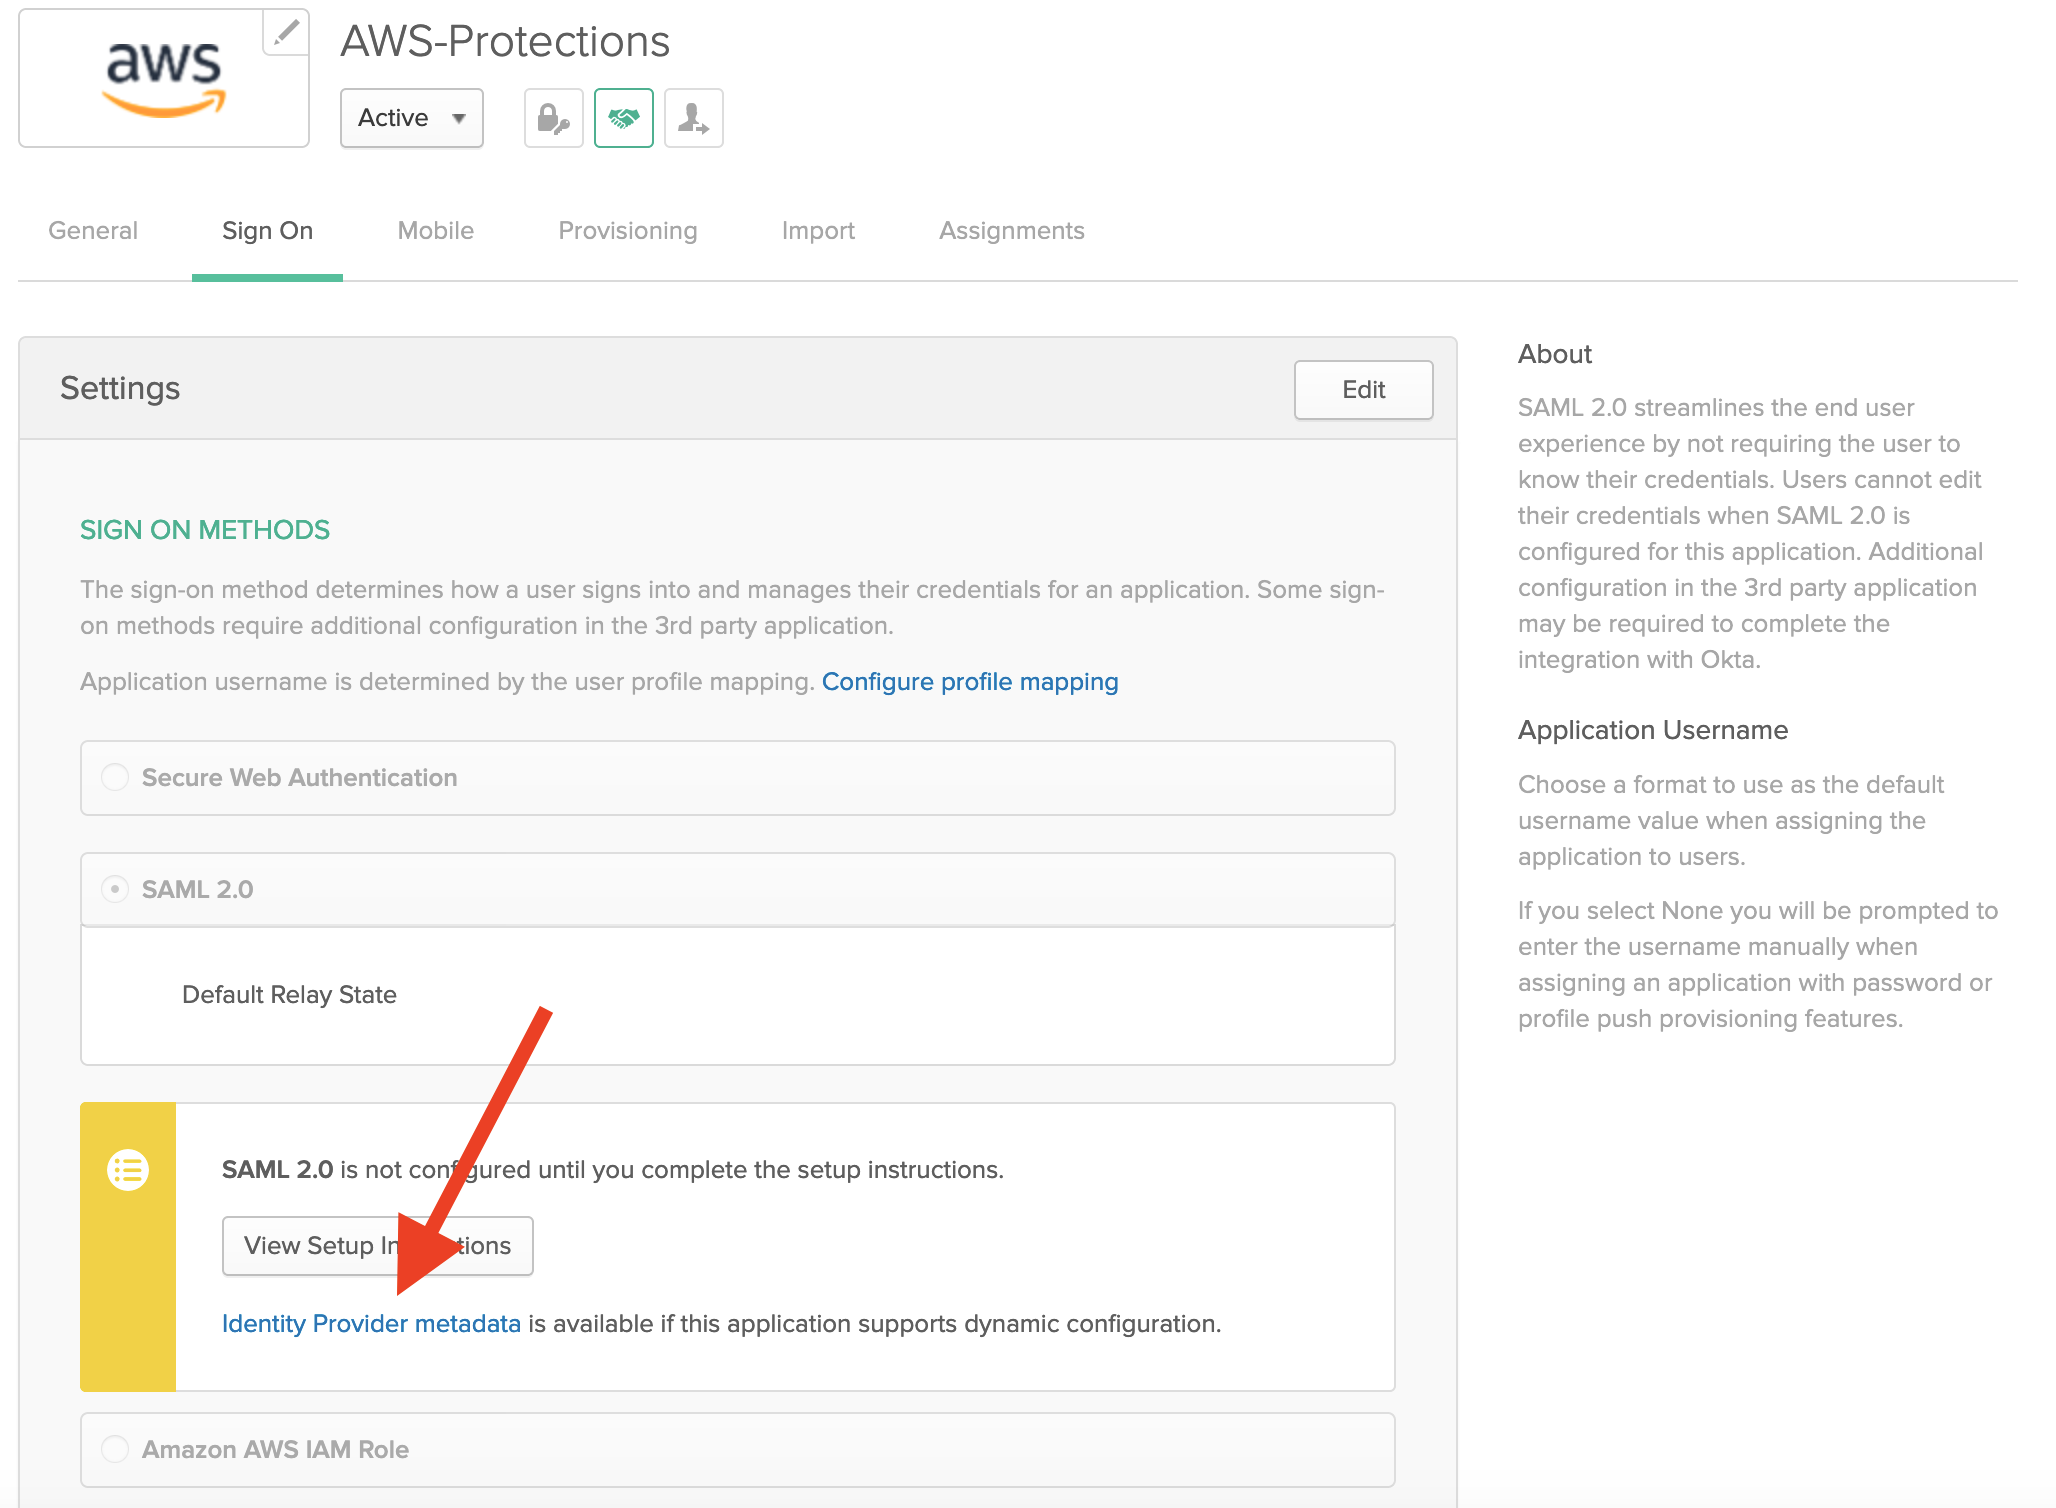 aws
AWS-Protections
Active
General
Sign On
Mobile
Provisioning
Import
Assignments
Settings
Edit
SIGN ON METHODS
The sign-on method determines how a user signs into and manages their credentials for an application. Some sign-
on methods require additional configuration in the 3rd party application.
Application username is determined by the user profile mapping. Configure profile mapping
Secure Web Authentication
SAML 2.0
Default Relay State
SAML 2.0 is not configured until you complete the setup instructions.
View Setup Instructions
Identity Provider metadata is available if this application supports dynamic configuration.
Amazon AWS IAM Role
About
SAML 2.0 streamlines the end user
experience by not requiring the user to
know their credentials. Users cannot edit
their credentials when SAML 2.0 is
configured for this application. Additional
configuration in the 3rd party application
may be required to complete the
integration with Okta.
Application Username
Choose a format to use as the default
username value when assigning the
application to users.
If you select None you will be prompted to
enter the username manually when
assigning an application with password or
profile push provisioning features.